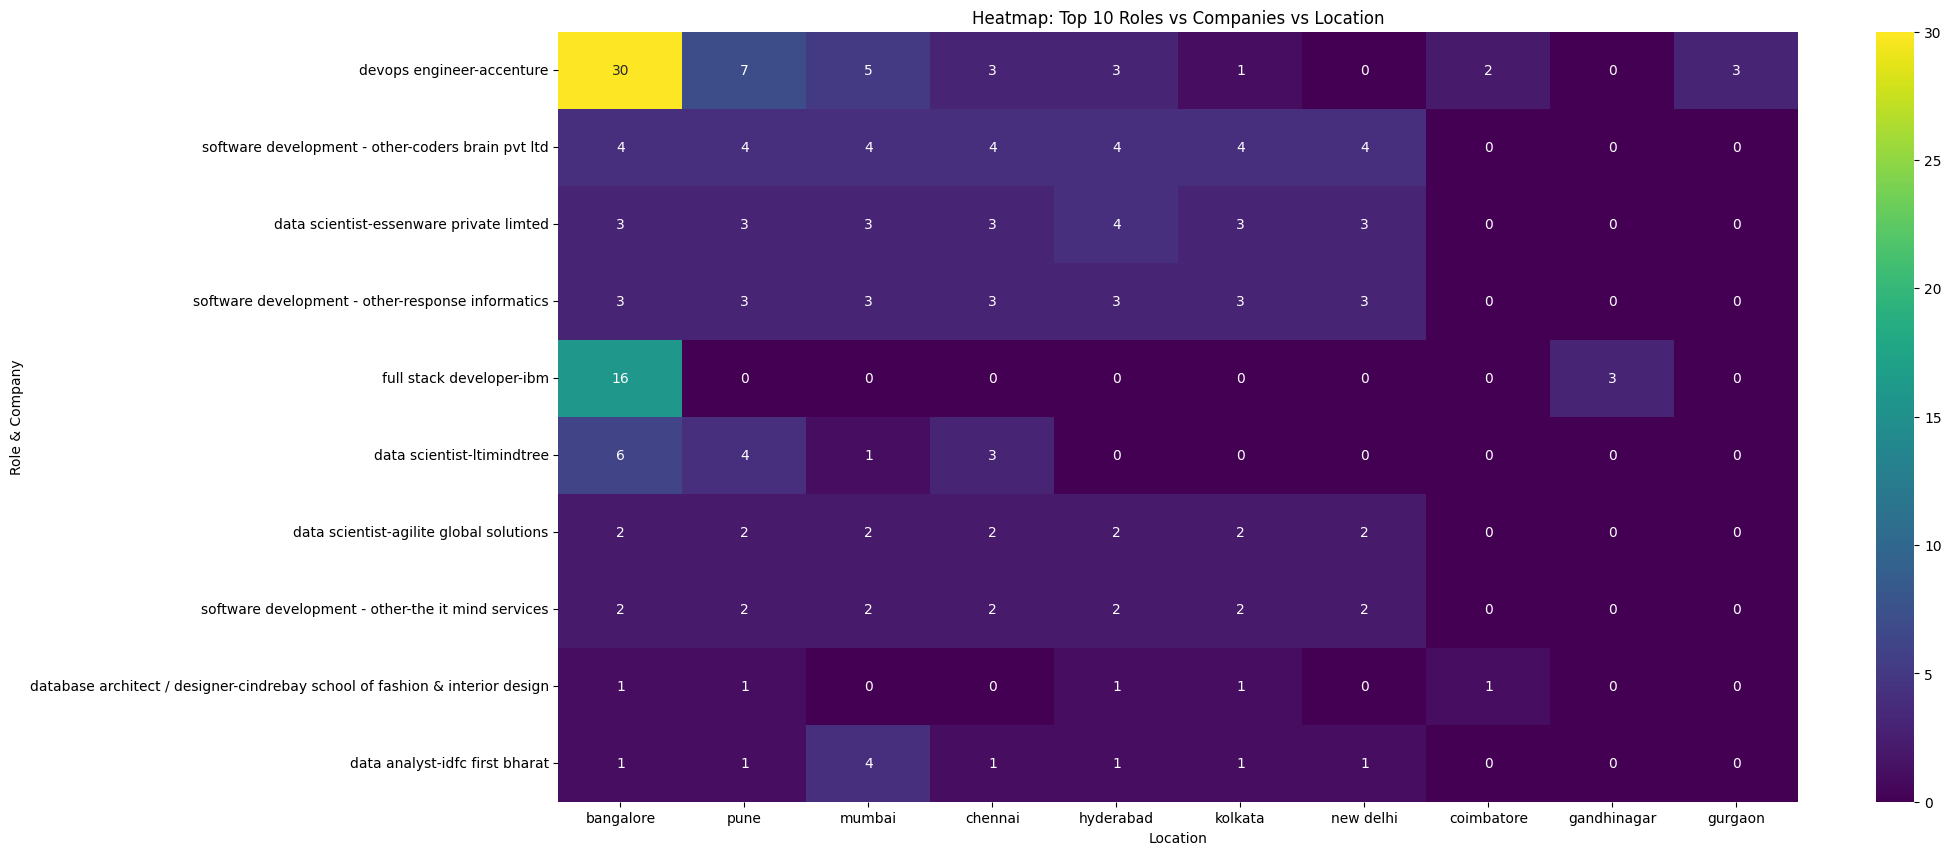 Heatmap: Top 10 Roles vs Companies vs Location
Role & Company
devops engineer-accenture 30 7 5 3 3 1 0 2 0 3
software development - other-coders brain pvt ltd 4 4 4 4 4 4 4 0 0 0
data scientist-essenware private limted 3 3 3 3 4 3 3 0 0 0
software development - other-response informatics 3 3 3 3 3 3 3 0 0 0
full stack developer-ibm 16 0 0 0 0 0 0 0 3 0
data scientist-ltimindtree 6 4 1 3 0 0 0 0 0 0
data scientist-agilite global solutions 2 2 2 2 2 2 2 0 0 0
software development - other-the it mind services 2 2 2 2 2 2 2 0 0 0
database architect / designer-cindrebay school of fashion & interior design 1 1 0 0 1 1 0 1 0 0
data analyst-idfc first bharat 1 1 4 1 1 1 1 0 0 0
bangalore pune mumbai chennai hyderabad kolkata new delhi coimbatore gandhinagar gurgaon
Location
30
25
20
15
10
5
0